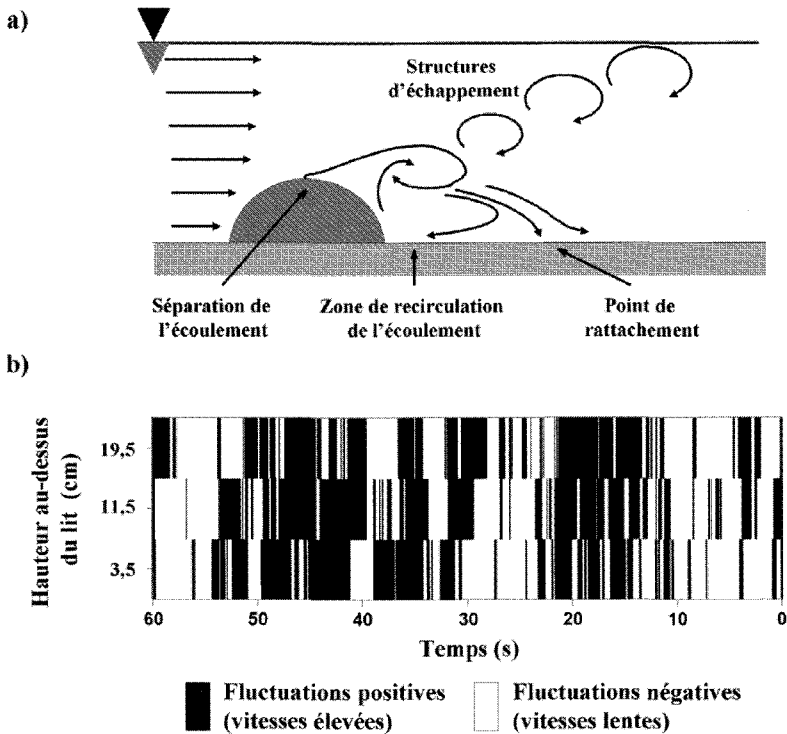 a)
Structures
d'échappement
Séparation de
l'écoulement
Zone de recirculation
de l'écoulement
Point de
rattachement
b)
Hauteur au-dessus
du lit (cm)
19,5
11,5
3,5
60
50
40
30
20
10
0
Temps (s)
Fluctuations positives
(vitesses élevées)
Fluctuations négatives
(vitesses lentes)